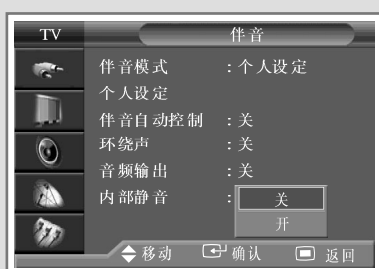 TV 伴音
伴音模式 : 个人设定
个人设定
伴音自动控制 : 关
环绕声 : 关
音频输出 : 关
内部静音 : 关
开
移动 确认 返回